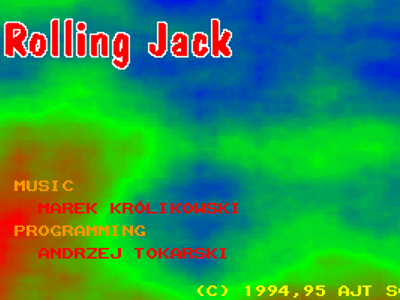 Rolling Jack
MUSIC
MAREK KRÓLIKOWSKI
PROGRAMMING
ANDRZEJ TOKARSKI
(C) 1994,95 AJT